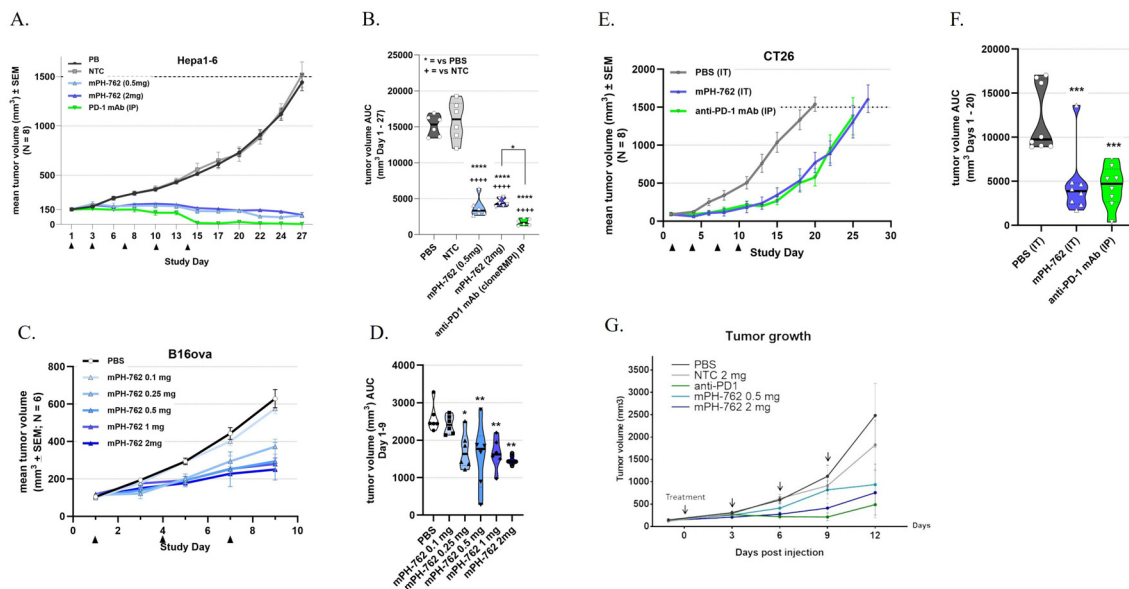 A.
Hepa1-6
PB
NTC
mPH-762 (0.5mg)
mPH-762 (2mg)
PD-1 mAb (IP)
mean tumor volume (mm³) ± SEM
(N = 8)
1500
1000
500
150
0
1 3 6 8 10 13 15 17 20 22 24 27
Study Day
B.
* = vs PBS
+ = vs NTC
tumor volume AUC
(mm³ Day 1 - 27)
25000
20000
15000
10000
5000
0
****
++++
****
++++
*
****
++++
PBS
NTC
mPH-762 (0.5mg)
mPH-762 (2mg)
anti-PD1 mAb (cloneRMPI) IP
E.
CT26
PBS (IT)
mPH-762 (IT)
anti-PD-1 mAb (IP)
mean tumor volume (mm³) ± SEM
(N = 8)
2000
1500
1000
500
0
0 5 10 15 20 25 30
Study Day
F.
tumor volume AUC
(mm³ Days 1 - 20)
20000
15000
10000
5000
0
***
***
PBS (IT)
mPH-762 (IT)
anti-PD-1 mAb (IP)
C.
B16ova
PBS
mPH-762 0.1 mg
mPH-762 0.25 mg
mPH-762 0.5 mg
mPH-762 1 mg
mPH-762 2mg
mean tumor volume
(mm³ + SEM; N = 6)
800
600
400
200
0
0 2 4 6 8 10
Study Day
D.
tumor volume (mm³) AUC
Day 1-9
4000
3000
2000
1000
0
*
**
**
**
PBS
mPH-762 0.1 mg
mPH-762 0.25 mg
mPH-762 0.5 mg
mPH-762 1 mg
mPH-762 2mg
G.
Tumor growth
PBS
NTC 2 mg
anti-PD1
mPH-762 0.5 mg
mPH-762 2 mg
Tumor volume (mm3)
3500
3000
2500
2000
1500
1000
500
0
Treatment
0 3 6 9 12
Days
Days post injection